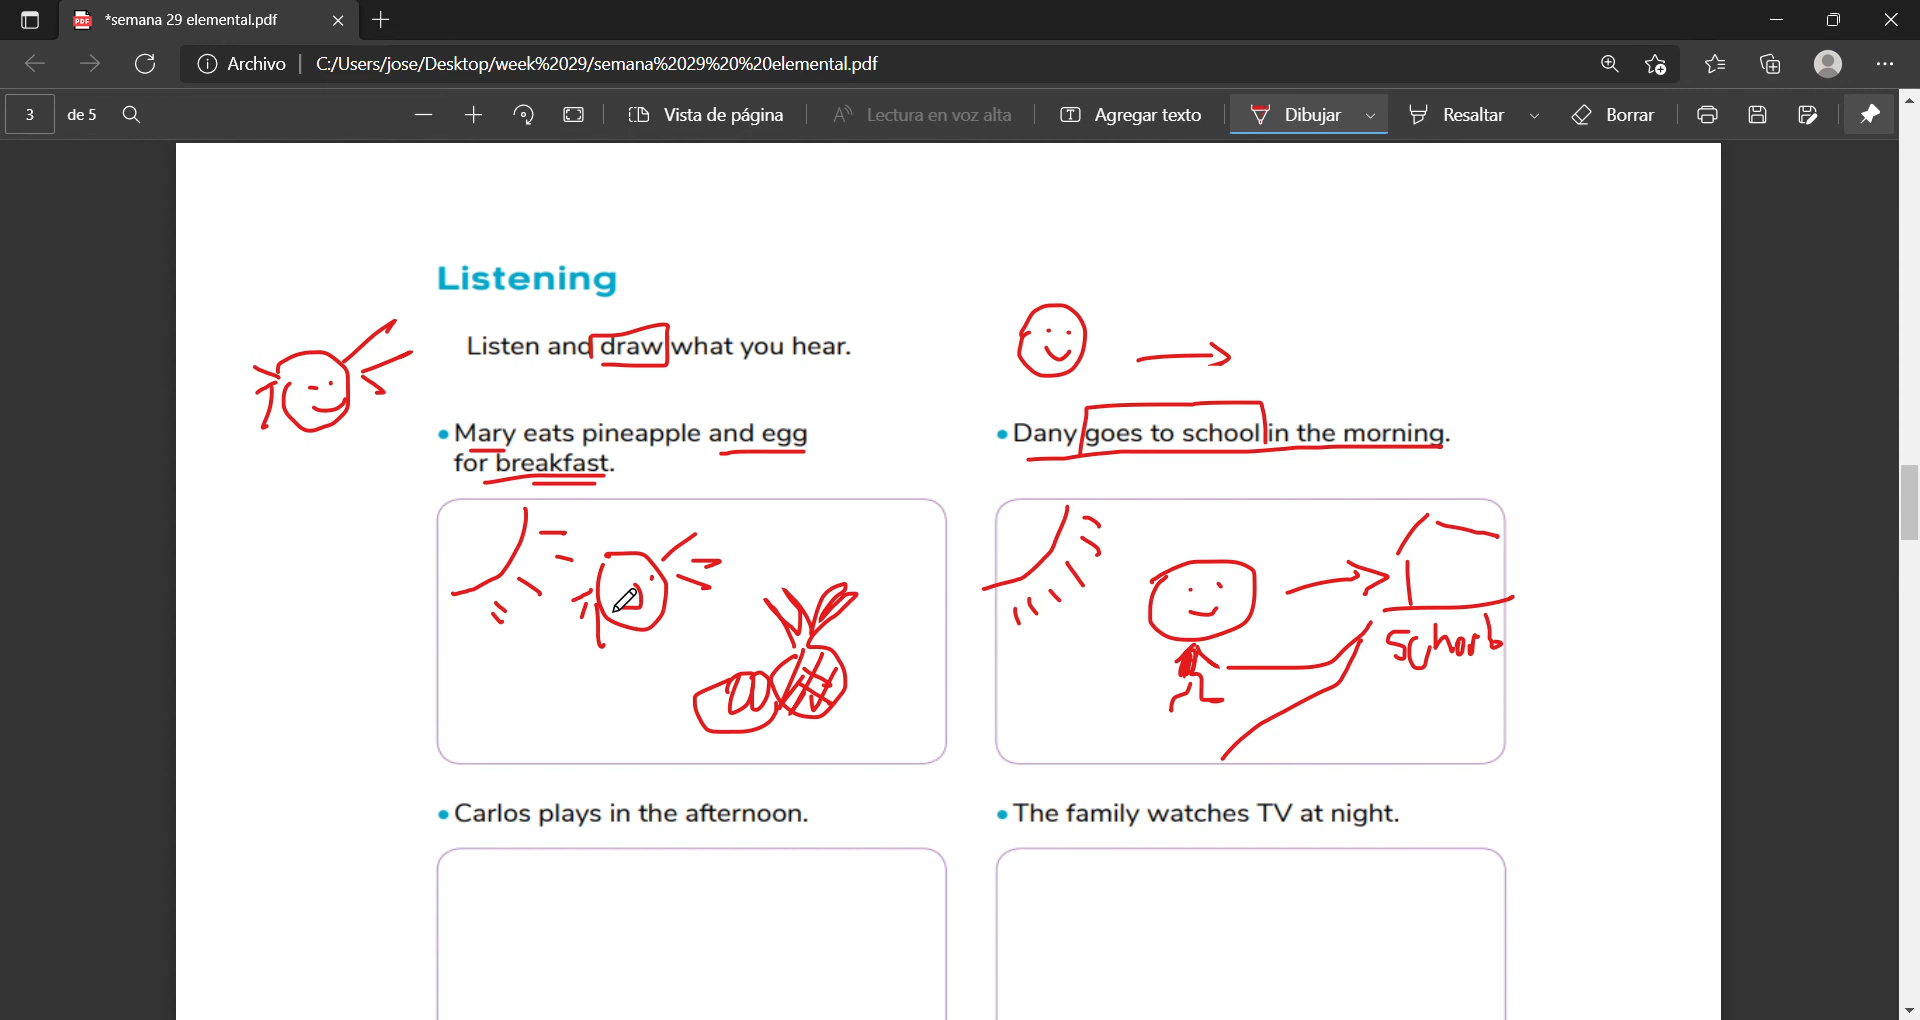 *semana 29 elemental.pdf
Archivo
C:/Users/jose/Desktop/week%2029/semana%2029%20%20elemental.pdf
3 de 5
Vista de página
Lectura en voz alta
Agregar texto
Dibujar
Resaltar
Borrar
Listening
Listen and draw what you hear.
• Mary eats pineapple and egg
for breakfast.
• Dany goes to school in the morning.
• Carlos plays in the afternoon.
• The family watches TV at night.